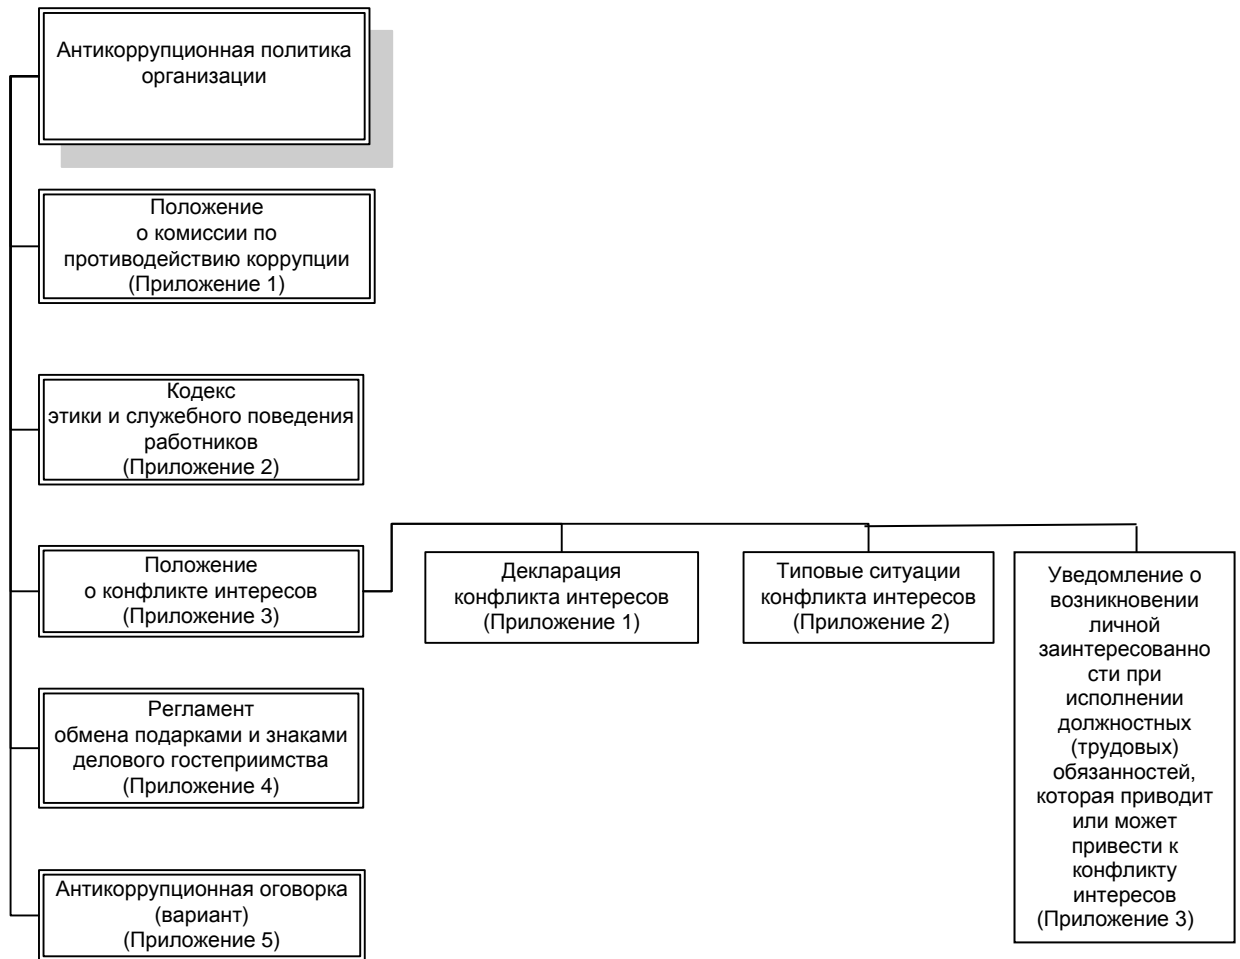 Антикоррупционная политика
организации
Положение
о комиссии по
противодействию коррупции
(Приложение 1)
Кодекс
этики и служебного поведения
работников
(Приложение 2)
Положение
о конфликте интересов
(Приложение 3)
Декларация
конфликта интересов
(Приложение 1)
Типовые ситуации
конфликта интересов
(Приложение 2)
Уведомление о
возникновении
личной
заинтересованно
сти при
исполнении
должностных
(трудовых)
обязанностей,
которая приводит
или может
привести к
конфликту
интересов
(Приложение 3)
Регламент
обмена подарками и знаками
делового гостеприимства
(Приложение 4)
Антикоррупционная оговорка
(вариант)
(Приложение 5)